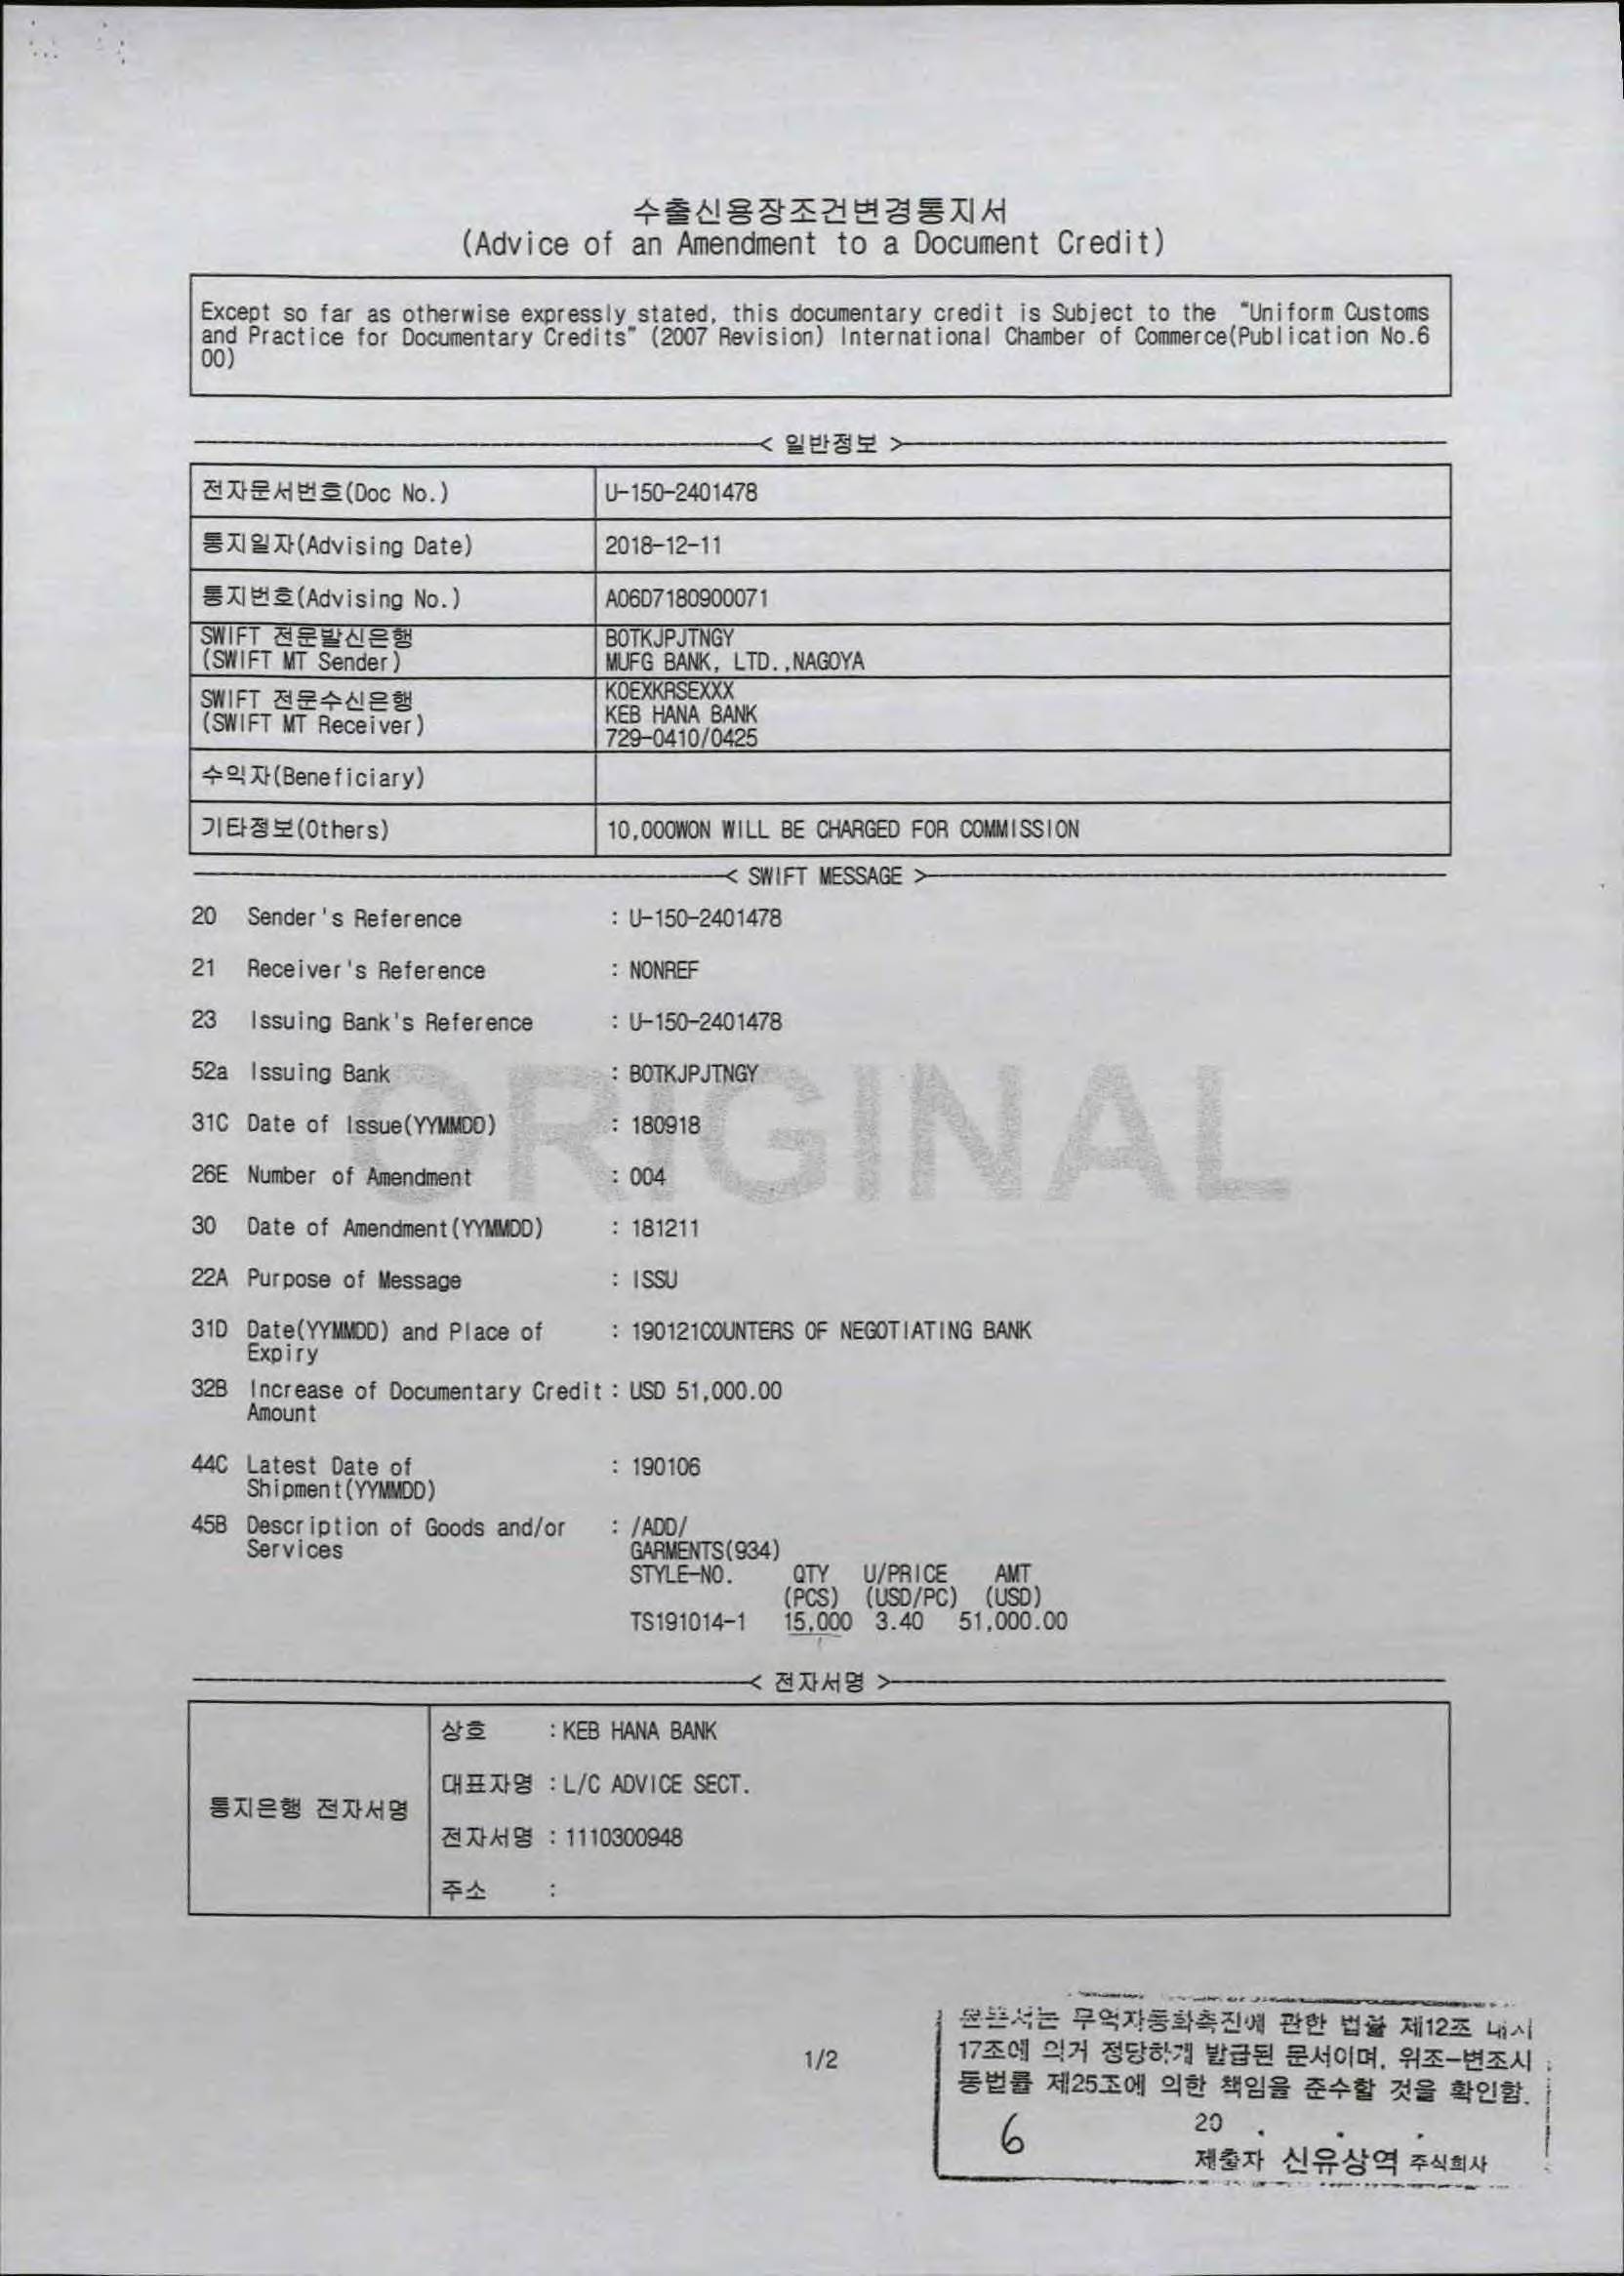 수출신용장조건변경통지서
(Advice of an Amendment to a Document Credit)
Except so far as otherwise expressly stated, this documentary credit is Subject to the "Uniform Customs
and Practice for Documentary Credits" (2007 Revision) International Chamber of Commerce(Publication No.6
00)
< 일반정보 >
전자문서번호(Doc No.) U-150-2401478
통지일자(Advising Date) 2018-12-11
통지번호(Advising No.) A06D7180900071
SWIFT 전문발신은행 BOTKJPJTNGY
(SWIFT MT Sender) MUFG BANK, LTD.,NAGOYA
KOEXKRSEXXX
SWIFT 전문수신은행 KEB HANA BANK
(SWIFT MT Receiver) 729-0410/0425
수익자(Beneficiary)
기타정보(Others) 10,000WON WILL BE CHARGED FOR COMMISSION
< SWIFT MESSAGE >
20 Sender's Reference : U-150-2401478
21 Receiver's Reference : NONREF
23 Issuing Bank's Reference : U-150-2401478
52a Issuing Bank : BOTKJPJTNGY
ORIGINAL
31C Date of Issue(YYMMDD) : 180918
26E Number of Amendment : 004
30 Date of Amendment(YYMMDD) : 181211
22A Purpose of Message : ISSU
31D Date(YYMMDD) and Place of : 190121COUNTERS OF NEGOTIATING BANK
Expiry
32B Increase of Documentary Credit : USD 51,000.00
Amount
44C Latest Date of : 190106
Shipment(YYMMDD)
45B Description of Goods and/or : /ADD/
Services GARMENTS(934)
STYLE-NO. QTY U/PRICE AMT
(PCS) (USD/PC) (USD)
TS191014-1 15,000 3.40 51,000.00
< 전자서명 >
통지은행 전자서명
상호 : KEB HANA BANK
대표자명 : L/C ADVICE SECT.
전자서명 : 1110300948
주소 :
1/2
무역자동화촉진에 관한 법률 제12조 내지
17조에 의거 정당하게 발급된 문서이며, 위조-변조시
동법률 제25조에 의한 책임을 준수할 것을 확인함.
20 . . .
6
제출자 신유상역 주식회사